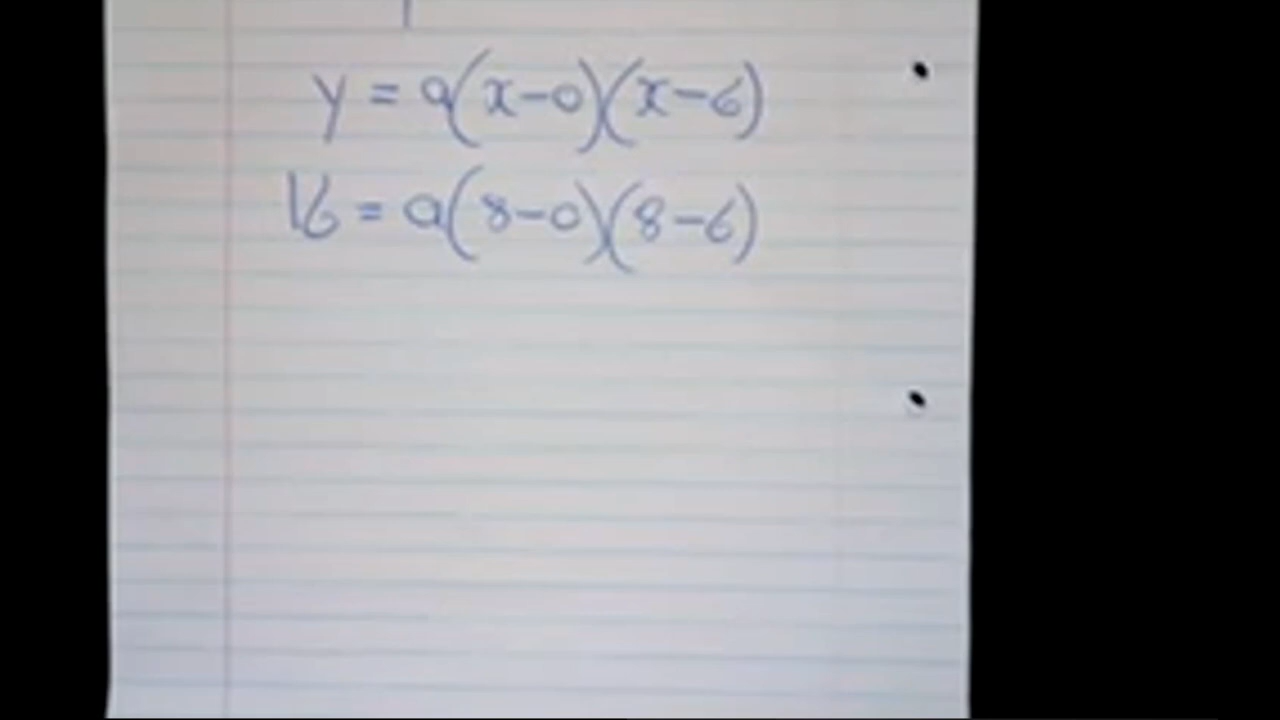 y = a(x-0)(x-6)
16 = a(8-0)(8-6)